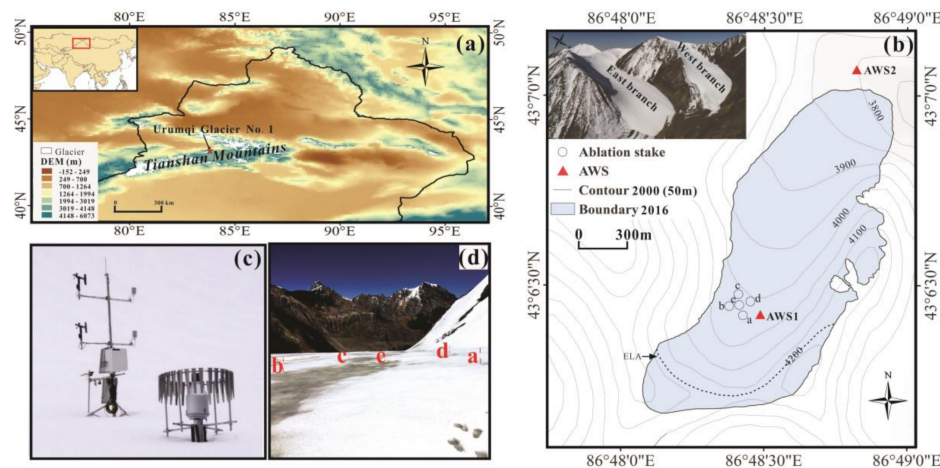 80°E
85°E
90°E
95°E
50°N
45°N
40°N
50°N
45°N
40°N
(a)
N
Urumqi Glacier No. 1
Tianshan Mountains
Glacier
DEM (m)
-152 - 249
249 - 700
700 - 1264
1264 - 1994
1994 - 3019
3019 - 4148
4148 - 6073
0 300 km
80°E
85°E
90°E
95°E
(c)
(d)
b
c
e
d
a
86°48'0"E
86°48'30"E
86°49'0"E
43°7'0"N
43°6'30"N
43°7'0"N
43°6'30"N
(b)
East branch
West branch
AWS2
Ablation stake
AWS
Contour 2000 (50m)
Boundary 2016
0 300m
3800
3900
4000
4100
4200
c
b
e
d
a
AWS1
ELA
N
86°48'0"E
86°48'30"E
86°49'0"E